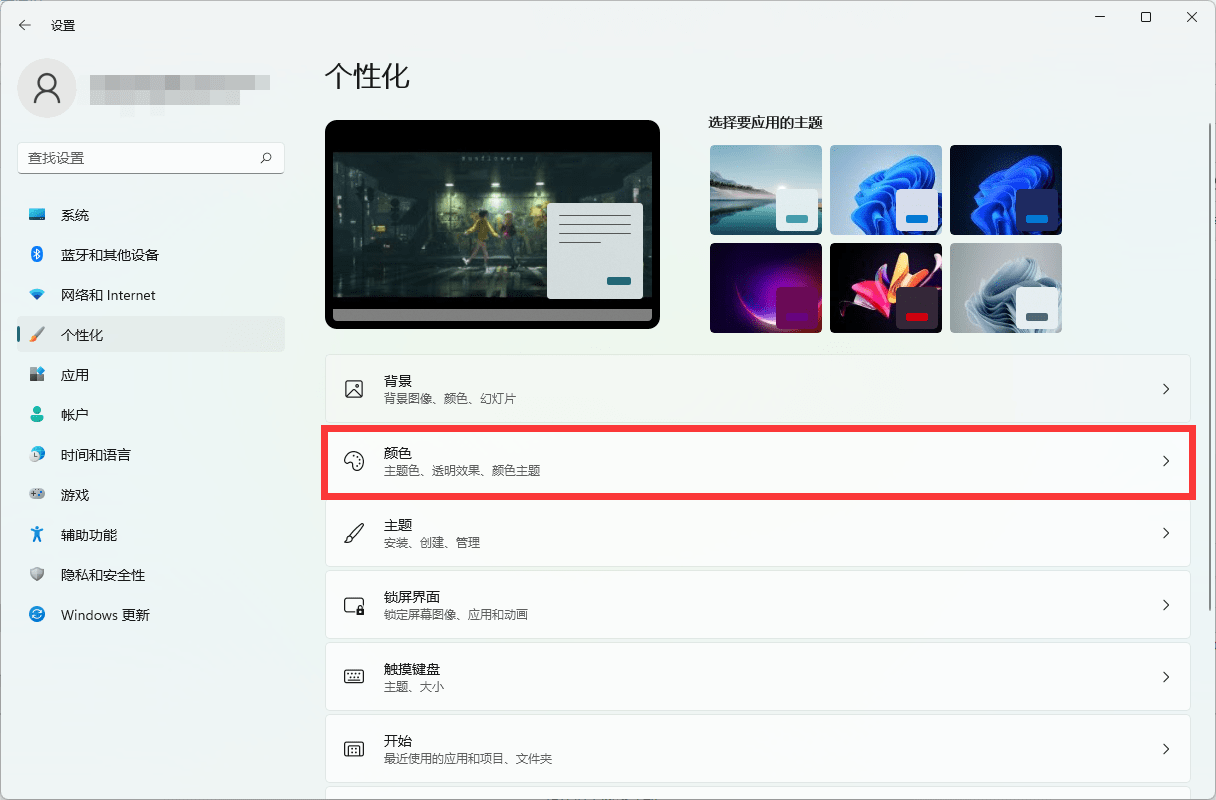 设置
查找设置
系统
蓝牙和其他设备
网络和 Internet
个性化
应用
帐户
时间和语言
游戏
辅助功能
隐私和安全性
Windows 更新
个性化
sunflowers
选择要应用的主题
背景
背景图像、颜色、幻灯片
颜色
主题色、透明效果、颜色主题
主题
安装、创建、管理
锁屏界面
锁定屏幕图像、应用和动画
触摸键盘
主题、大小
开始
最近使用的应用和项目、文件夹